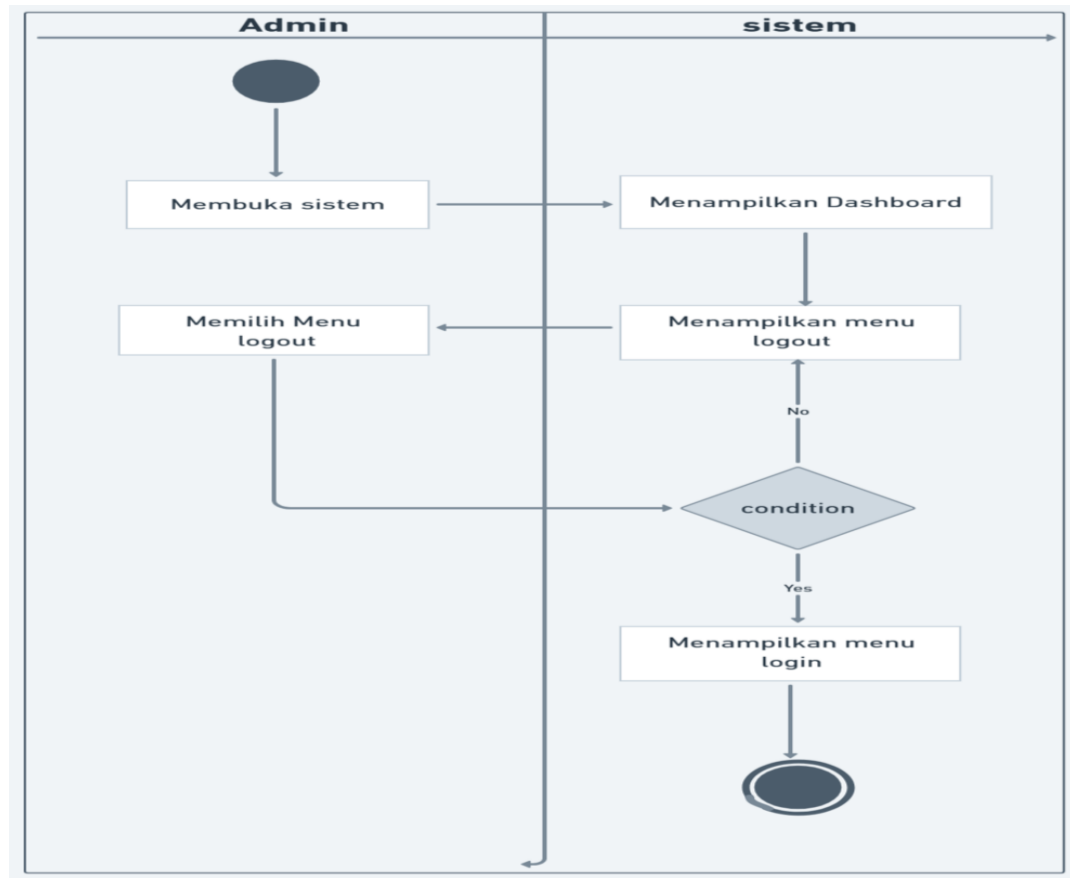 Admin
sistem
Membuka sistem
Menampilkan Dashboard
Memilih Menu
logout
Menampilkan menu
logout
No
condition
Yes
Menampilkan menu
login